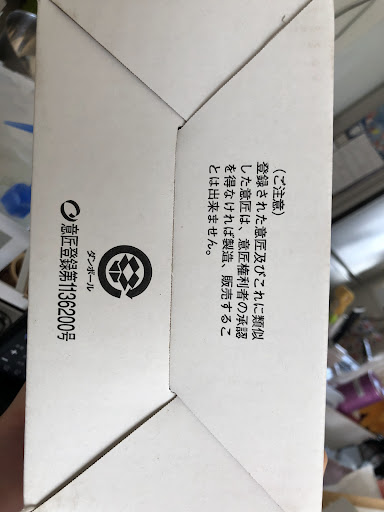 (ご注意)
登録された意匠及びこれに類似
した意匠は、意匠権利者の承認
を得なければ製造、販売するこ
とは出来ません。
ダンボール
意匠登録第1136200号